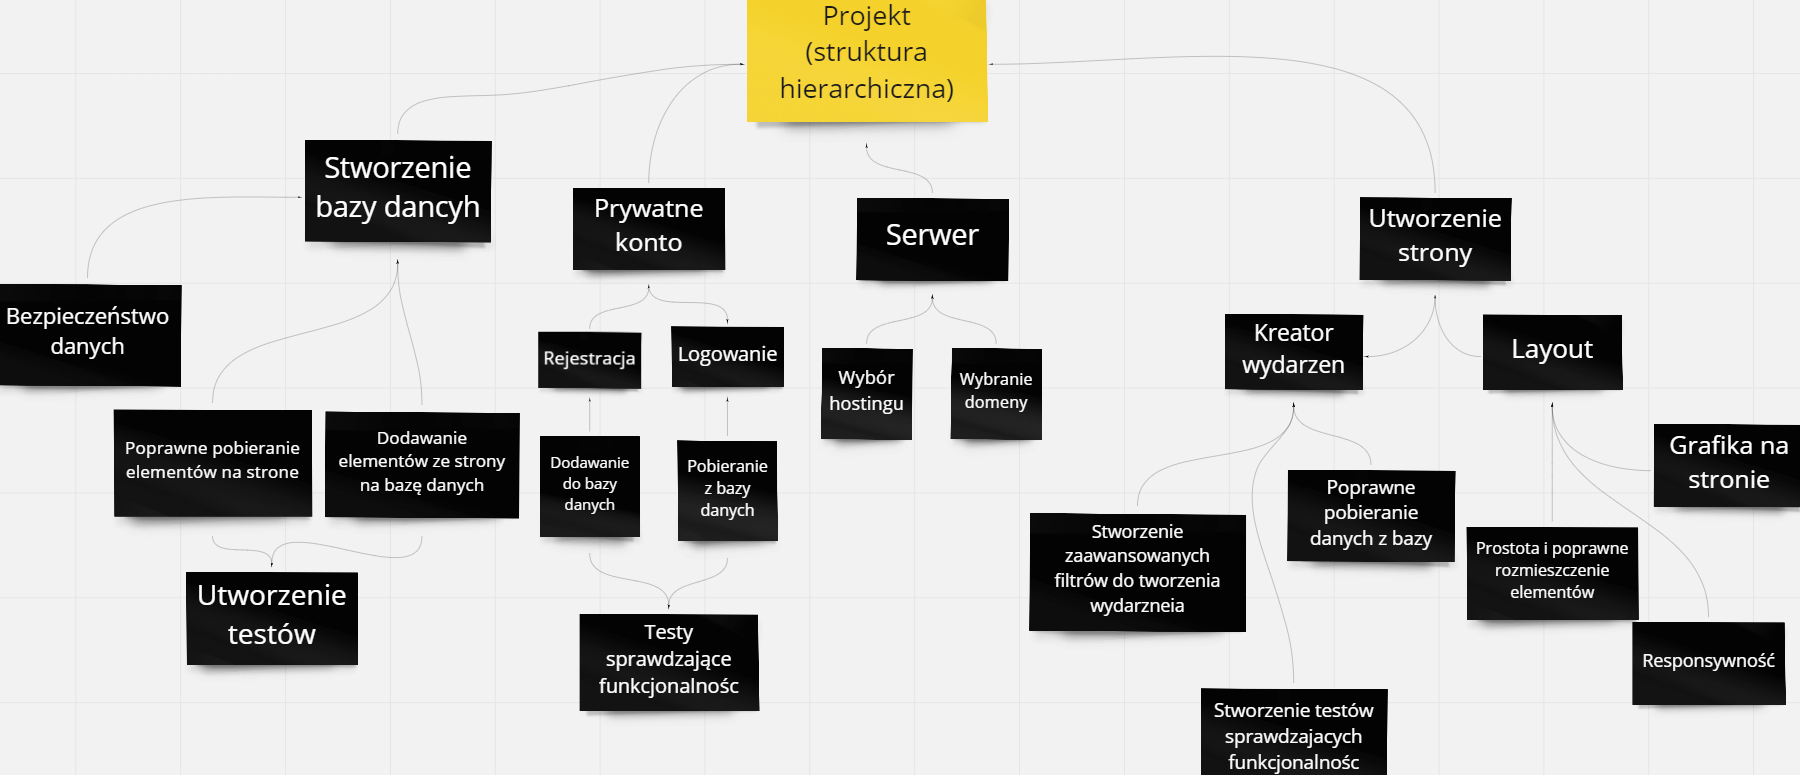 Projekt
(struktura
hierarchiczna)
Stworzenie
bazy dancyh
Prywatne
konto
Serwer
Utworzenie
strony
Bezpieczeństwo
danych
Rejestracja
Logowanie
Wybór
hostingu
Wybranie
domeny
Kreator
wydarzen
Layout
Poprawne pobieranie
elementów na strone
Dodawanie
elementów ze strony
na bazę danych
Dodawanie
do bazy
danych
Pobieranie
z bazy
danych
Grafika na
stronie
Poprawne
pobieranie
danych z bazy
Stworzenie
zaawansowanych
filtrów do tworzenia
wydarzneia
Prostota i poprawne
rozmieszczenie
elementów
Utworzenie
testów
Testy
sprawdzające
funkcjonalnośc
Responsywność
Stworzenie testów
sprawdzajacych
funkcjonalnośc